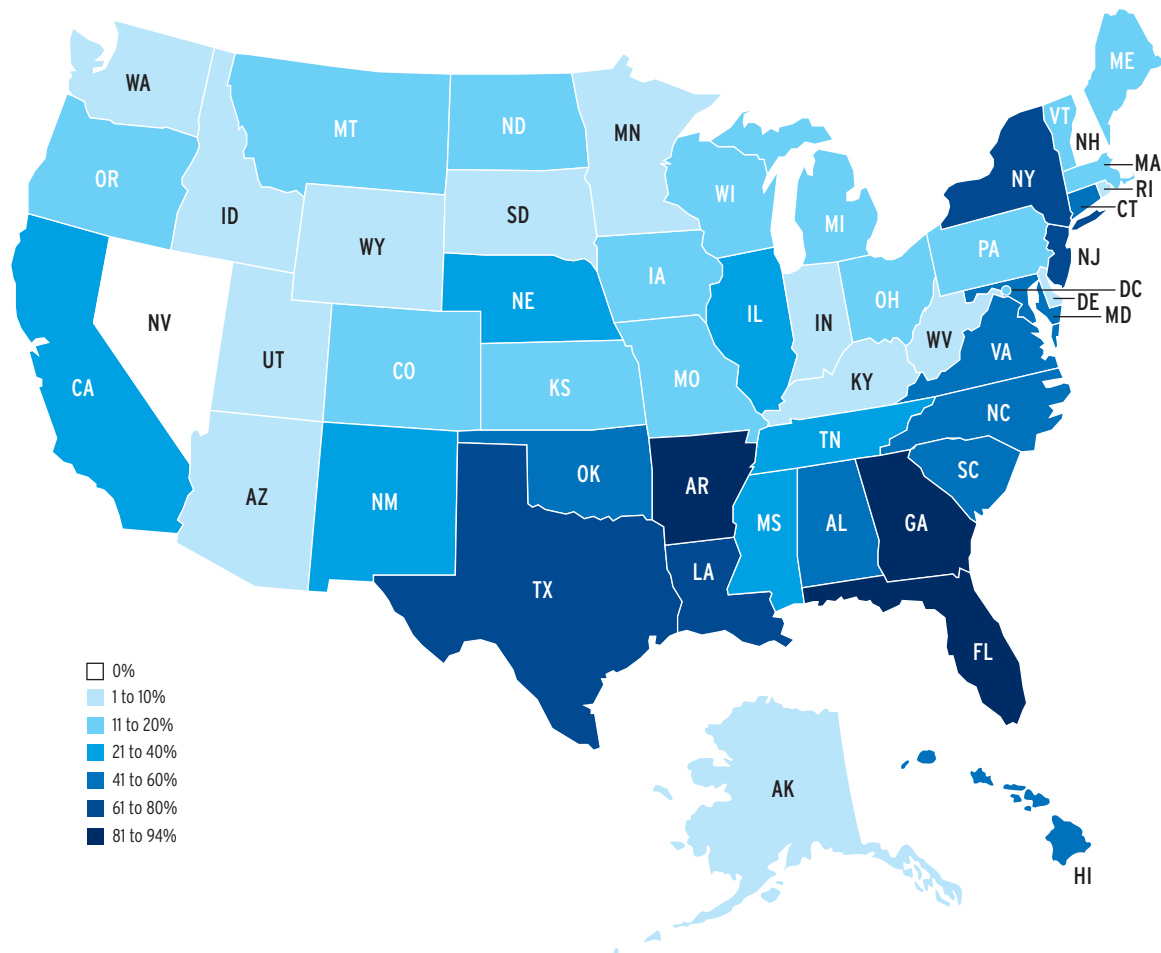 ME
WA
VT
MT
ND
MN
NH
MA
OR
NY
RI
WI
CT
ID
SD
MI
WY
PA
NJ
IA
DC
NE
OH
DE
IL
IN
MD
NV
WV
UT
VA
CO
MO
KY
CA
KS
NC
TN
SC
OK
AR
AZ
NM
MS
AL
GA
LA
TX
FL
0%
1 to 10%
11 to 20%
21 to 40%
41 to 60%
61 to 80%
81 to 94%
AK
HI